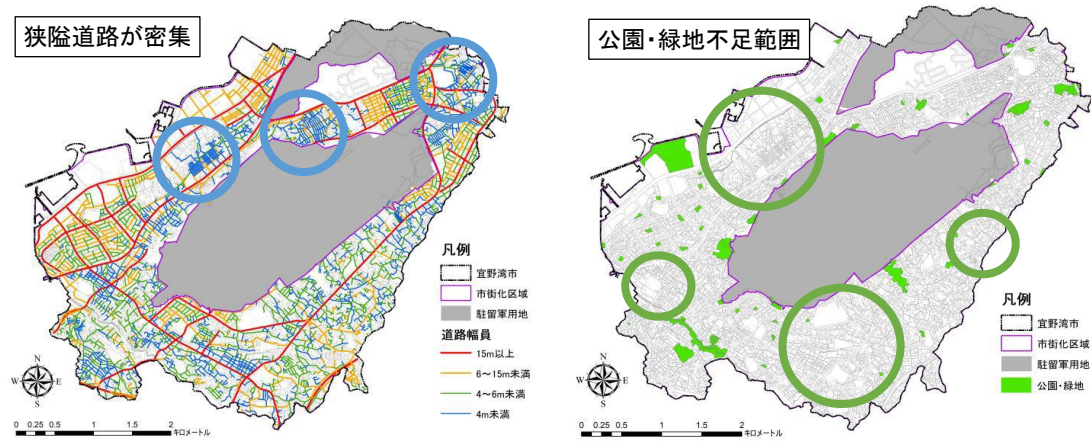 狭隘道路が密集
凡例
宜野湾市
市街化区域
駐留軍用地
道路幅員
15m以上
6～15m未満
4～6m未満
4m未満
N
W
E
S
0 0.25 0.5 1 1.5 2
キロメートル
公園・緑地不足範囲
凡例
宜野湾市
市街化区域
駐留軍用地
公園・緑地
N
W
E
S
0 0.25 0.5 1 1.5 2
キロメートル